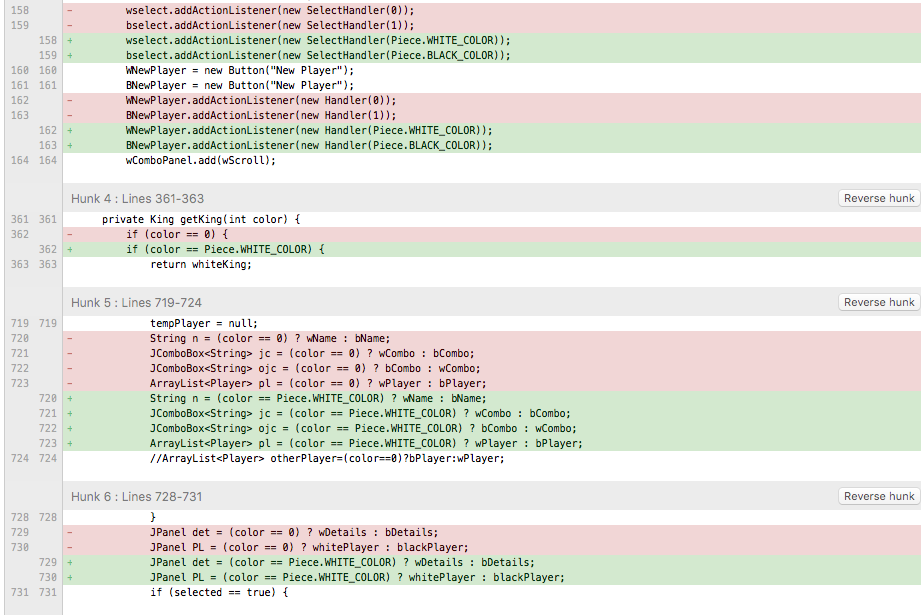 158 - wselect.addActionListener(new SelectHandler(0));
159 - bselect.addActionListener(new SelectHandler(1));
158 + wselect.addActionListener(new SelectHandler(Piece.WHITE_COLOR));
159 + bselect.addActionListener(new SelectHandler(Piece.BLACK_COLOR));
160 160 WNewPlayer = new Button("New Player");
161 161 BNewPlayer = new Button("New Player");
162 - WNewPlayer.addActionListener(new Handler(0));
163 - BNewPlayer.addActionListener(new Handler(1));
162 + WNewPlayer.addActionListener(new Handler(Piece.WHITE_COLOR));
163 + BNewPlayer.addActionListener(new Handler(Piece.BLACK_COLOR));
164 164 wComboPanel.add(wScroll);
Hunk 4 : Lines 361-363 Reverse hunk
361 361 private King getKing(int color) {
362 - if (color == 0) {
362 + if (color == Piece.WHITE_COLOR) {
363 363 return whiteKing;
Hunk 5 : Lines 719-724 Reverse hunk
719 719 tempPlayer = null;
720 - String n = (color == 0) ? wName : bName;
721 - JComboBox<String> jc = (color == 0) ? wCombo : bCombo;
722 - JComboBox<String> ojc = (color == 0) ? bCombo : wCombo;
723 - ArrayList<Player> pl = (color == 0) ? wPlayer : bPlayer;
720 + String n = (color == Piece.WHITE_COLOR) ? wName : bName;
721 + JComboBox<String> jc = (color == Piece.WHITE_COLOR) ? wCombo : bCombo;
722 + JComboBox<String> ojc = (color == Piece.WHITE_COLOR) ? bCombo : wCombo;
723 + ArrayList<Player> pl = (color == Piece.WHITE_COLOR) ? wPlayer : bPlayer;
724 724 //ArrayList<Player> otherPlayer=(color==0)?bPlayer:wPlayer;
Hunk 6 : Lines 728-731 Reverse hunk
728 728 }
729 - JPanel det = (color == 0) ? wDetails : bDetails;
730 - JPanel PL = (color == 0) ? whitePlayer : blackPlayer;
729 + JPanel det = (color == Piece.WHITE_COLOR) ? wDetails : bDetails;
730 + JPanel PL = (color == Piece.WHITE_COLOR) ? whitePlayer : blackPlayer;
731 731 if (selected == true) {